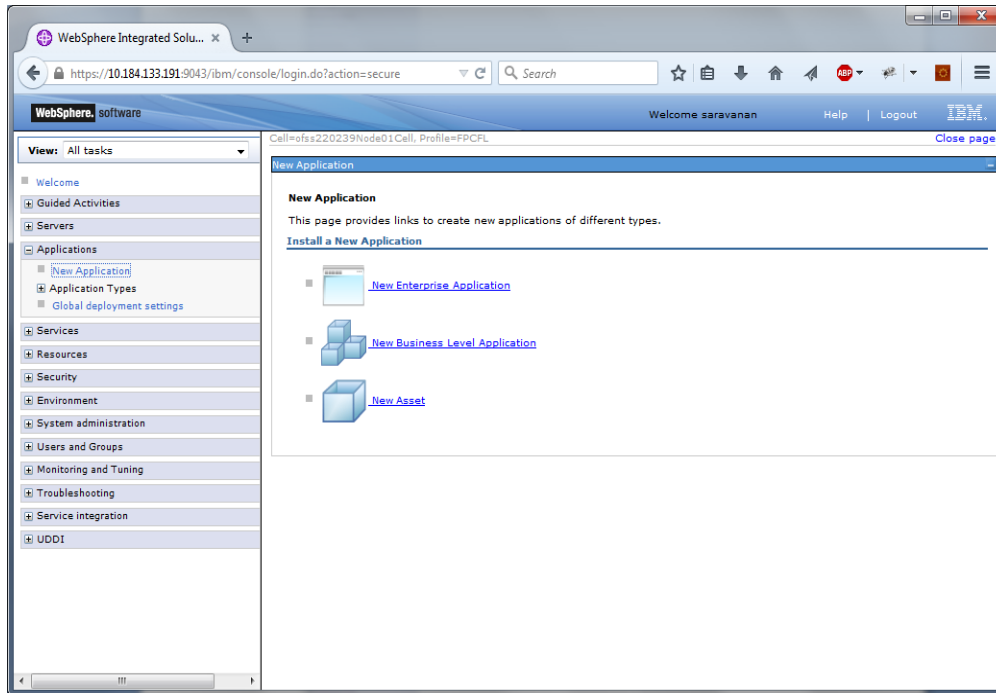 WebSphere Integrated Solu... × +
https://10.184.133.191:9043/ibm/console/login.do?action=secure Search ABP
WebSphere. software Welcome saravanan Help | Logout IBM.
Cell=ofss220239Node01Cell, Profile=FPCFL Close page
View: All tasks
New Application
Welcome
Guided Activities
Servers
Applications
New Application
Application Types
Global deployment settings
Services
Resources
Security
Environment
System administration
Users and Groups
Monitoring and Tuning
Troubleshooting
Service integration
UDDI
New Application
This page provides links to create new applications of different types.
Install a New Application
New Enterprise Application
New Business Level Application
New Asset